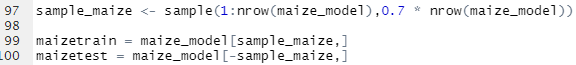 97 sample_maize <- sample(1:nrow(maize_model),0.7 * nrow(maize_model))
98
99 maizetrain = maize_model[sample_maize,]
100 maizetest = maize_model[-sample_maize,]